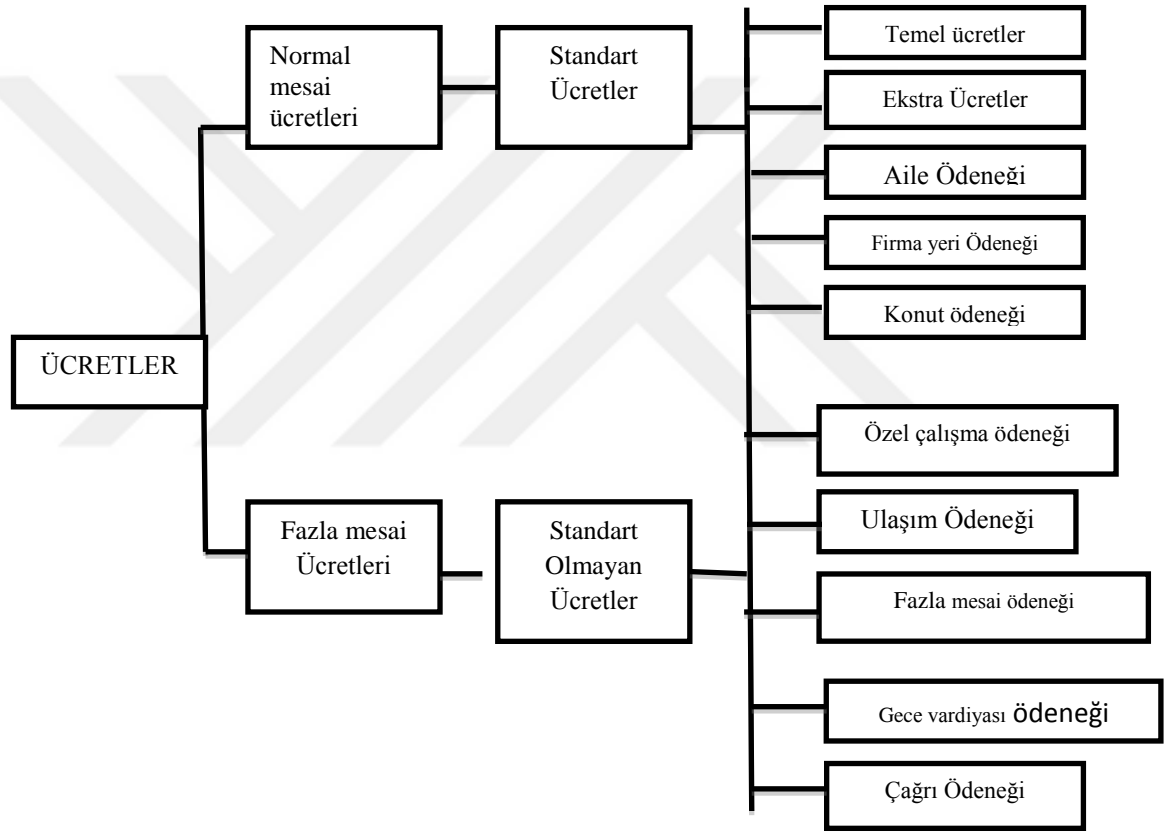 ÜCRETLER
Normal
mesai
ücretleri
Standart
Ücretler
Fazla mesai
Ücretleri
Standart
Olmayan
Ücretler
Temel ücretler
Ekstra Ücretler
Aile Ödeneği
Firma yeri Ödeneği
Konut ödeneği
Özel çalışma ödeneği
Ulaşım Ödeneği
Fazla mesai ödeneği
Gece vardiyası ödeneği
Çağrı Ödeneği